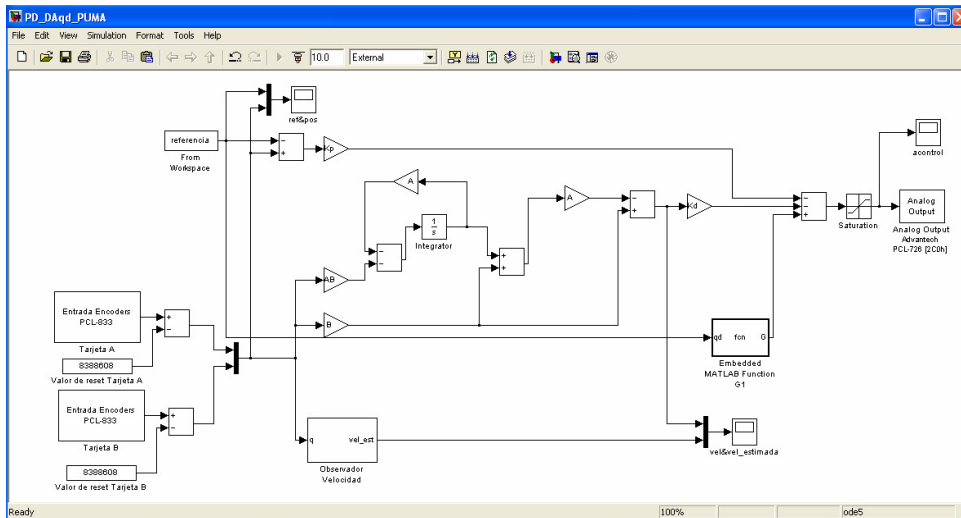 PD_DAqd_PUMA
File Edit View Simulation Format Tools Help
10.0 External
ref&pos
referencia
From
Workspace
Kp
acontrol
A
1
s
Integrator
A
Kd
Saturation
Analog
Output
Analog Output
Advantech
PCL-726 [2C0h]
AB
B
Entrada Encoders
PCL-833
Tarjeta A
8388608
Valor de reset Tarjeta A
qd fcn G
Embedded
MATLAB Function
G1
Entrada Encoders
PCL-833
Tarjeta B
8388608
Valor de reset Tarjeta B
q vel_est
Observador
Velocidad
vel&vel_estimada
Ready 100% ode5